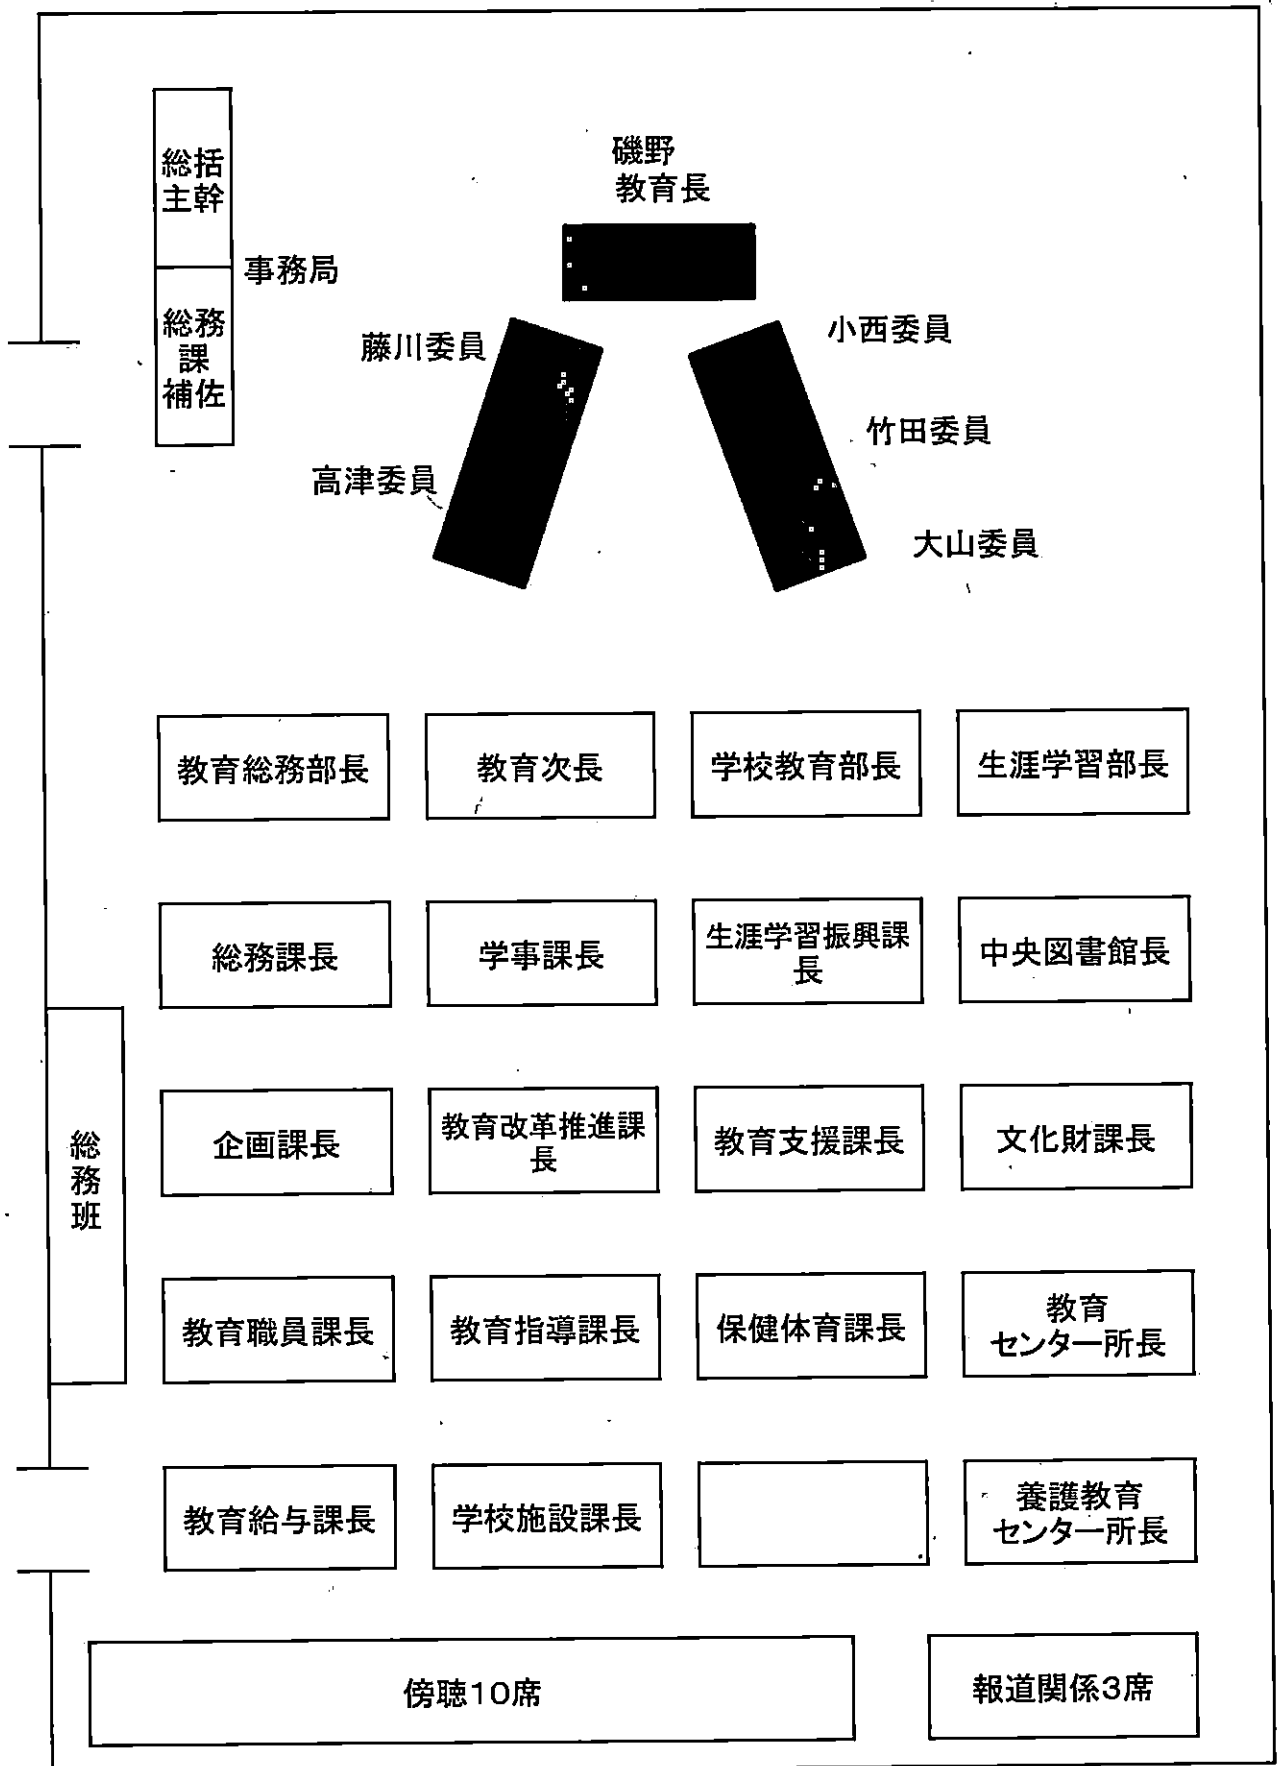 総括
主幹
磯野
教育長
事務局
総務
課
補佐
藤川委員
小西委員
高津委員
竹田委員
大山委員
教育総務部長
教育次長
学校教育部長
生涯学習部長
総務課長
学事課長
生涯学習振興課
長
中央図書館長
総務班
企画課長
教育改革推進課
長
教育支援課長
文化財課長
教育職員課長
教育指導課長
保健体育課長
教育
センター所長
教育給与課長
学校施設課長
養護教育
センター所長
傍聴10席
報道関係3席